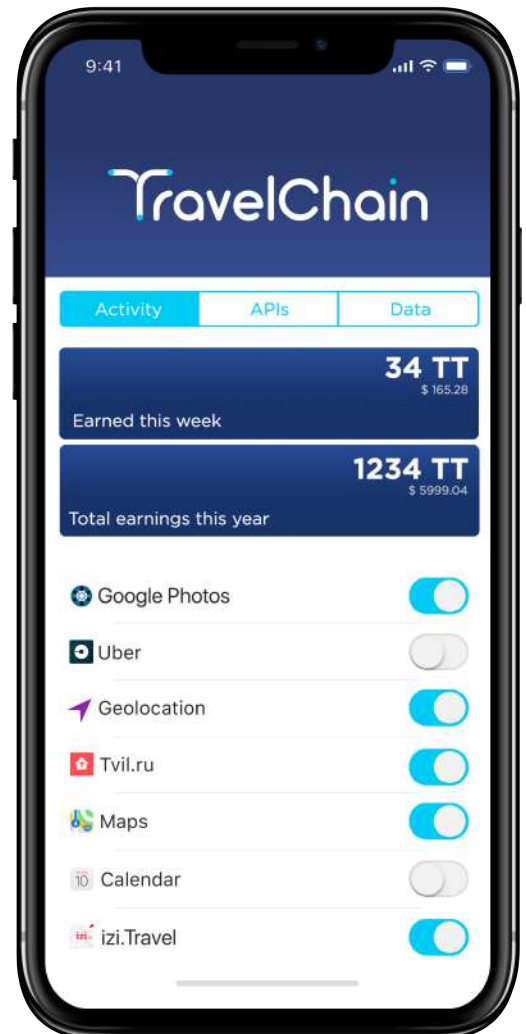 9:41
TravelChain
Activity APIs Data
34 TT
$ 165.28
Earned this week
1234 TT
$ 5999.04
Total earnings this year
Google Photos
Uber
Geolocation
Tvil.ru
Maps
10 Calendar
izi. izi.Travel